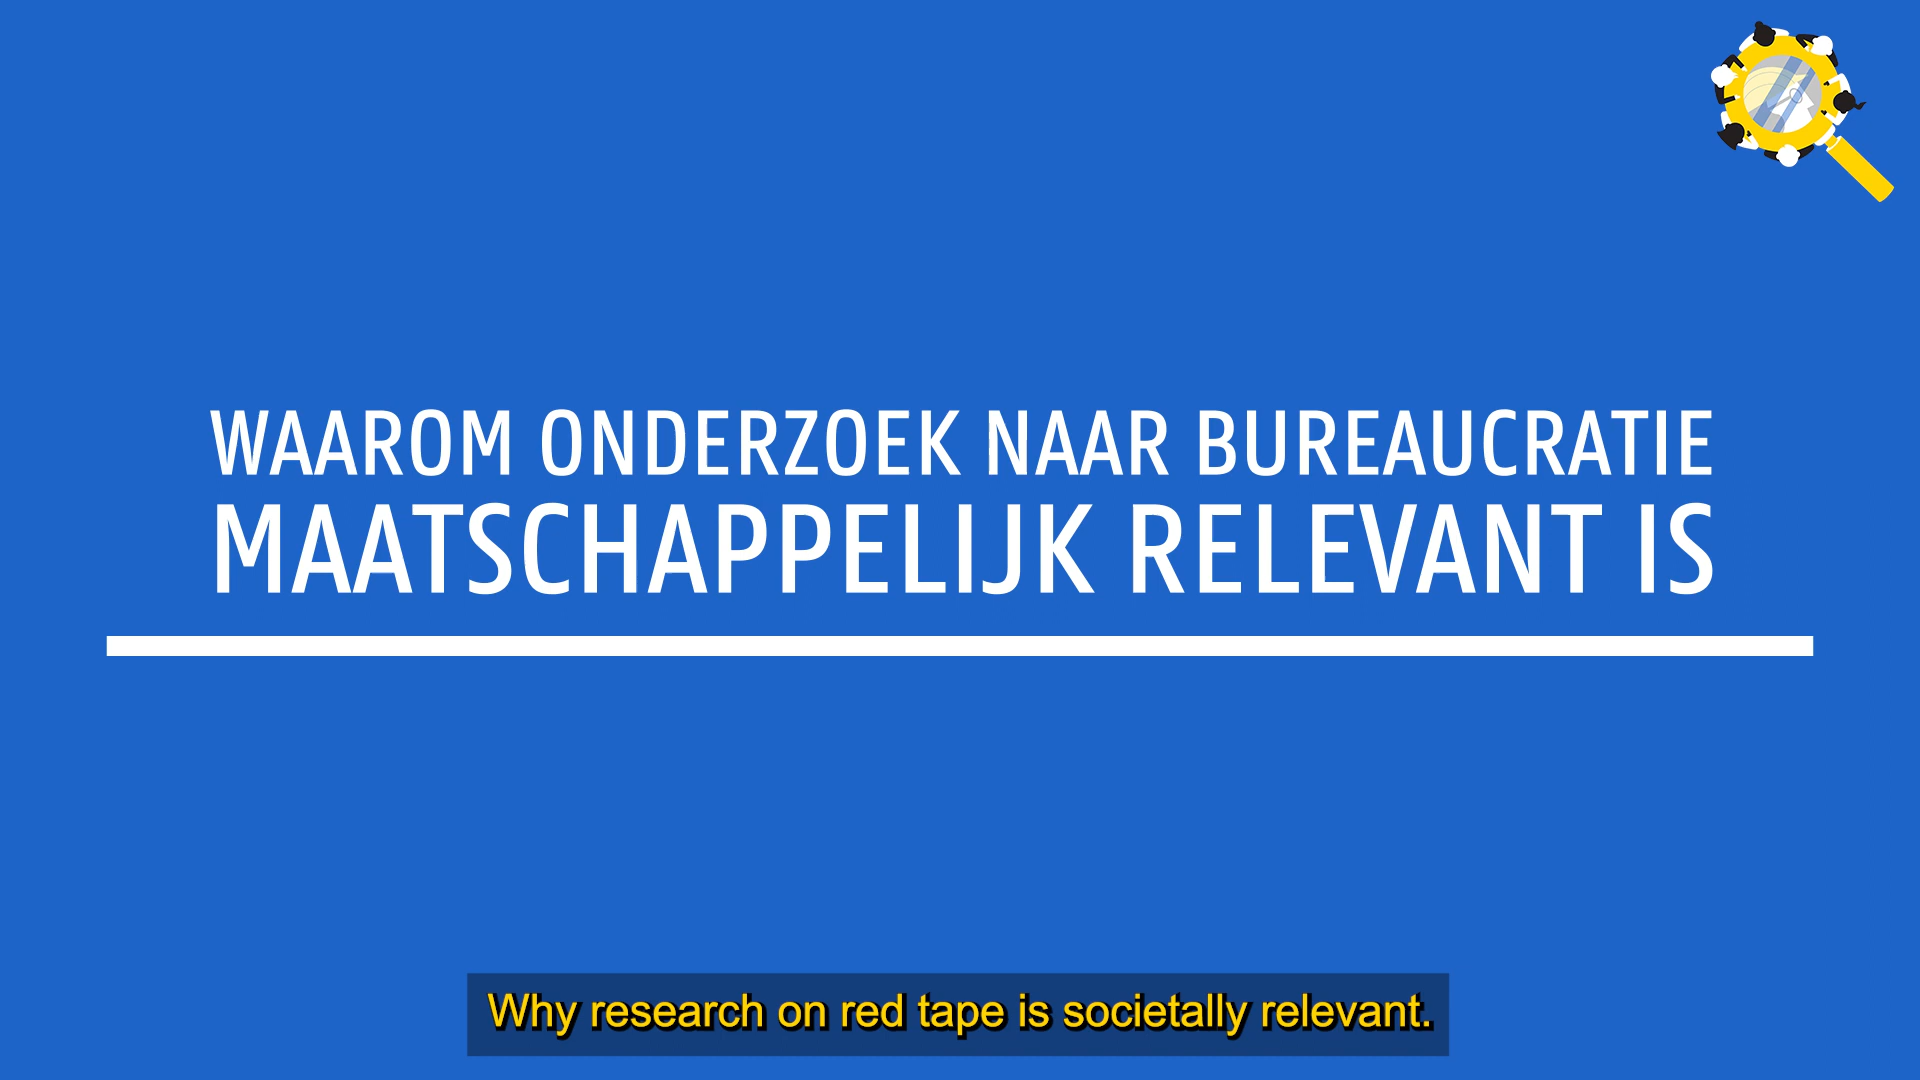 WAAROM ONDERZOEK NAAR BUREAUCRATIE
MAATSCHAPPELIJK RELEVANT IS
Why research on red tape is societally relevant.